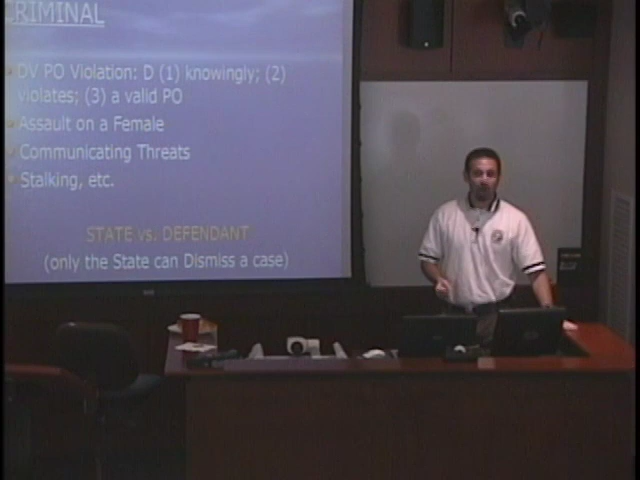 CRIMINAL
DV PO Violation: D (1) knowingly; (2)
violates; (3) a valid PO
Assault on a Female
Communicating Threats
Stalking, etc.
STATE vs. DEFENDANT
(only the State can Dismiss a case)